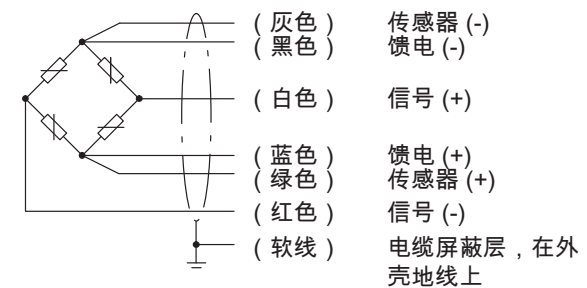 （灰色） 传感器 (-)
（黑色） 馈电 (-)
（白色） 信号 (+)
（蓝色） 馈电 (+)
（绿色） 传感器 (+)
（红色） 信号 (-)
（软线） 电缆屏蔽层，在外
壳地线上